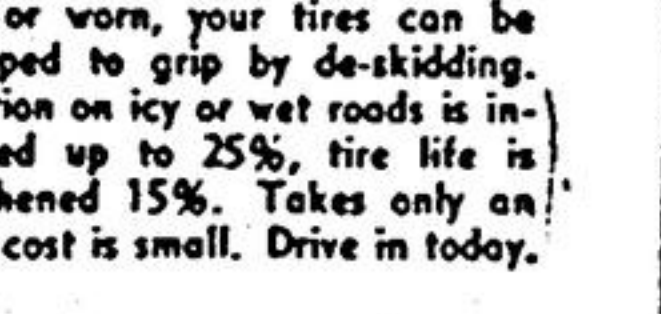 or worn, your tires can be
ped to grip by de-skidding.
ion on icy or wet roads is in-
ed up to 25%, tire life is
hened 15%. Takes only an
cost is small. Drive in today.